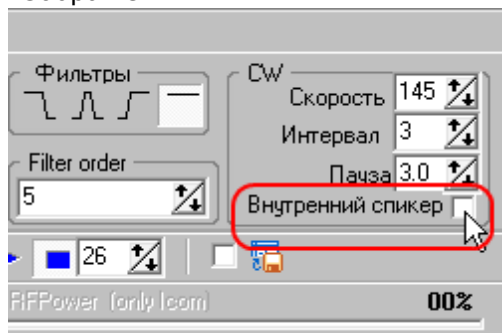 Фильтры
CW
Скорость 145
Интервал 3
Пауза 3.0
Внутренний спикер
Filter order
5
26
RFPower (only Icom) 00%